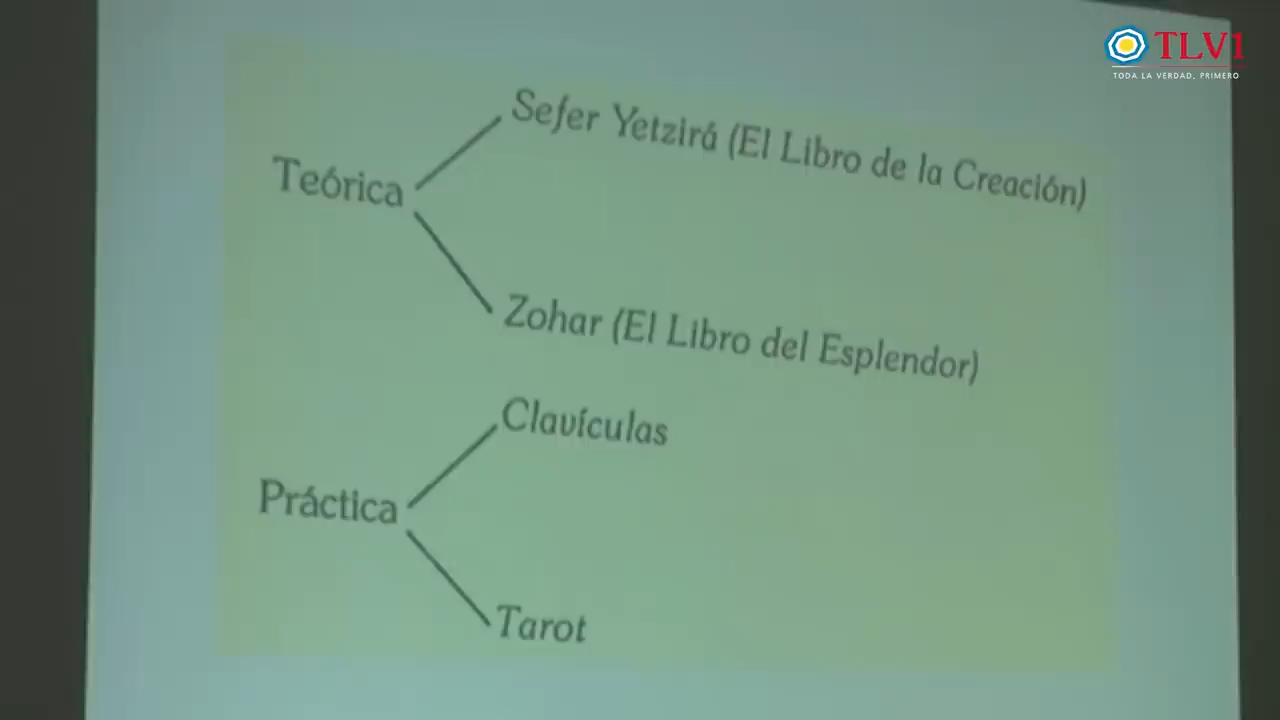 TLV1
TODA LA VERDAD, PRIMERO
Sefer Yetzirá (El Libro de la Creación)
Teórica
Zohar (El Libro del Esplendor)
Clavículas
Práctica
Tarot